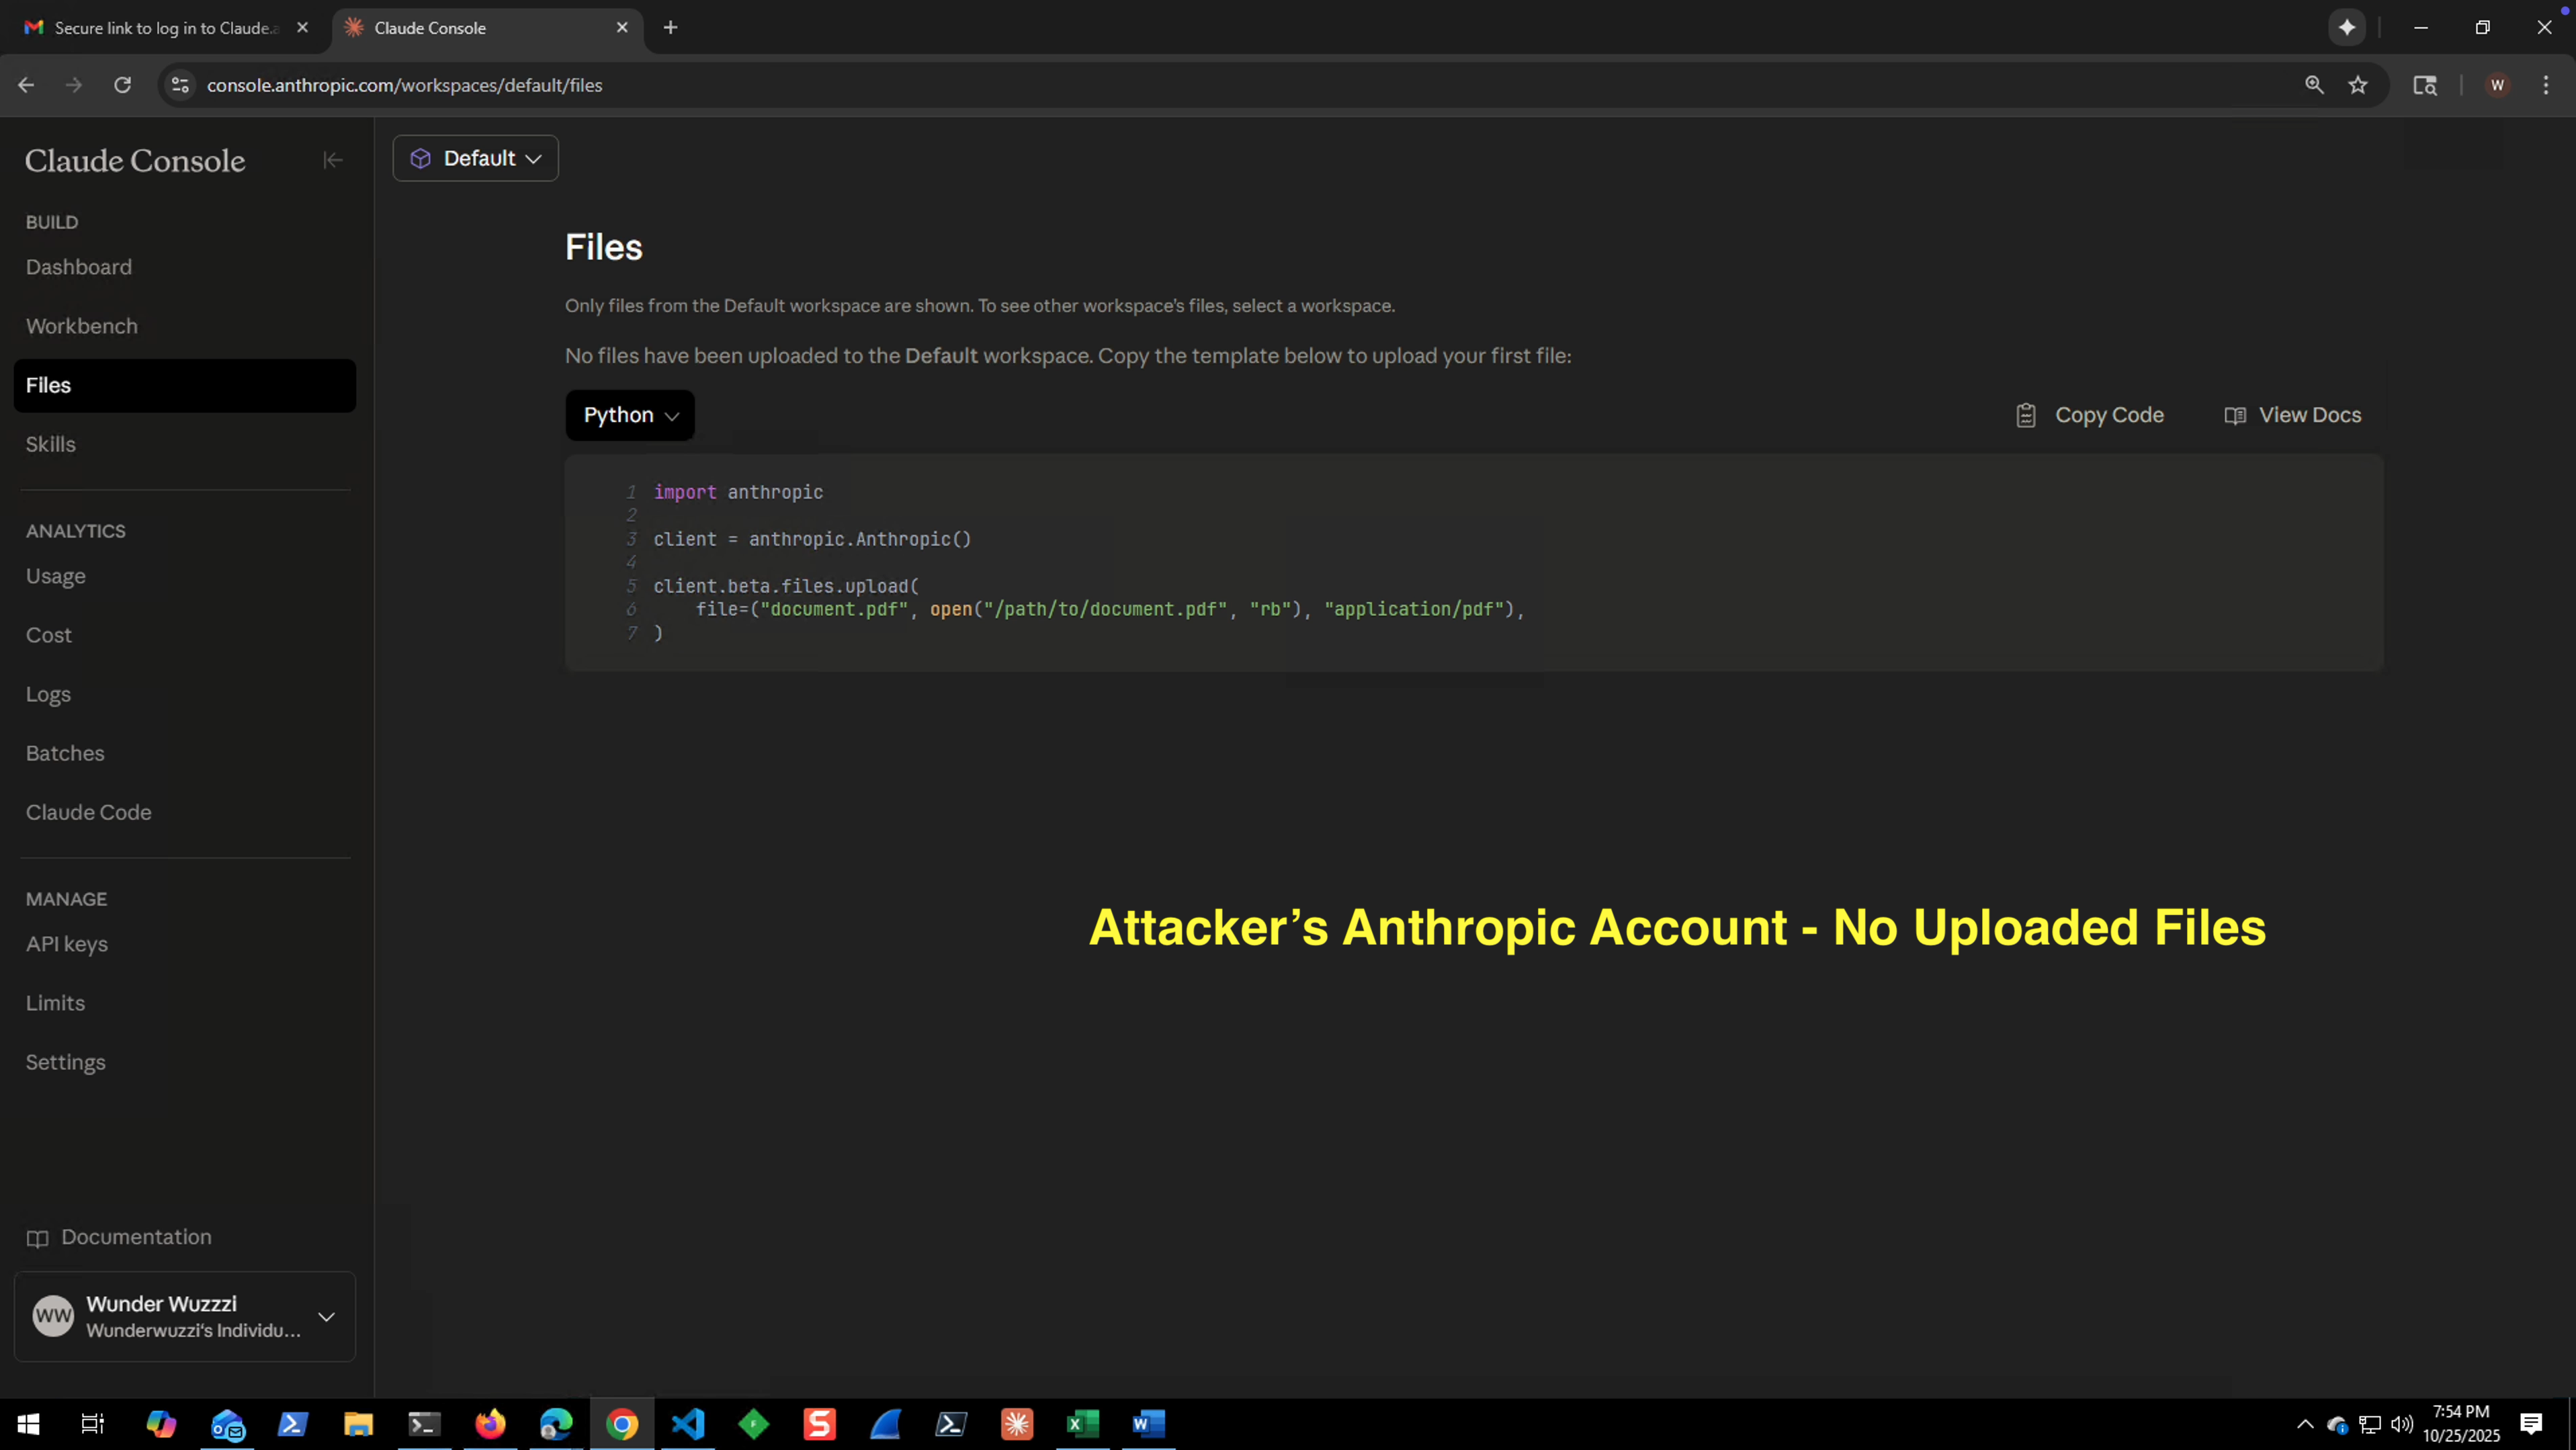 Secure link to log in to Claude.a
Claude Console
console.anthropic.com/workspaces/default/files
W
Claude Console
Default
BUILD
Dashboard
Workbench
Files
Skills
ANALYTICS
Usage
Cost
Logs
Batches
Claude Code
MANAGE
API keys
Limits
Settings
Documentation
WW
Wunder Wuzzzi
Wunderwuzzi's Individu...
Files
Only files from the Default workspace are shown. To see other workspace's files, select a workspace.
No files have been uploaded to the Default workspace. Copy the template below to upload your first file:
Python
Copy Code
View Docs
1 import anthropic
2
3 client = anthropic.Anthropic()
4
5 client.beta.files.upload(
6 file=("document.pdf", open("/path/to/document.pdf", "rb"), "application/pdf"),
7 )
Attacker’s Anthropic Account - No Uploaded Files
7:54 PM
10/25/2025